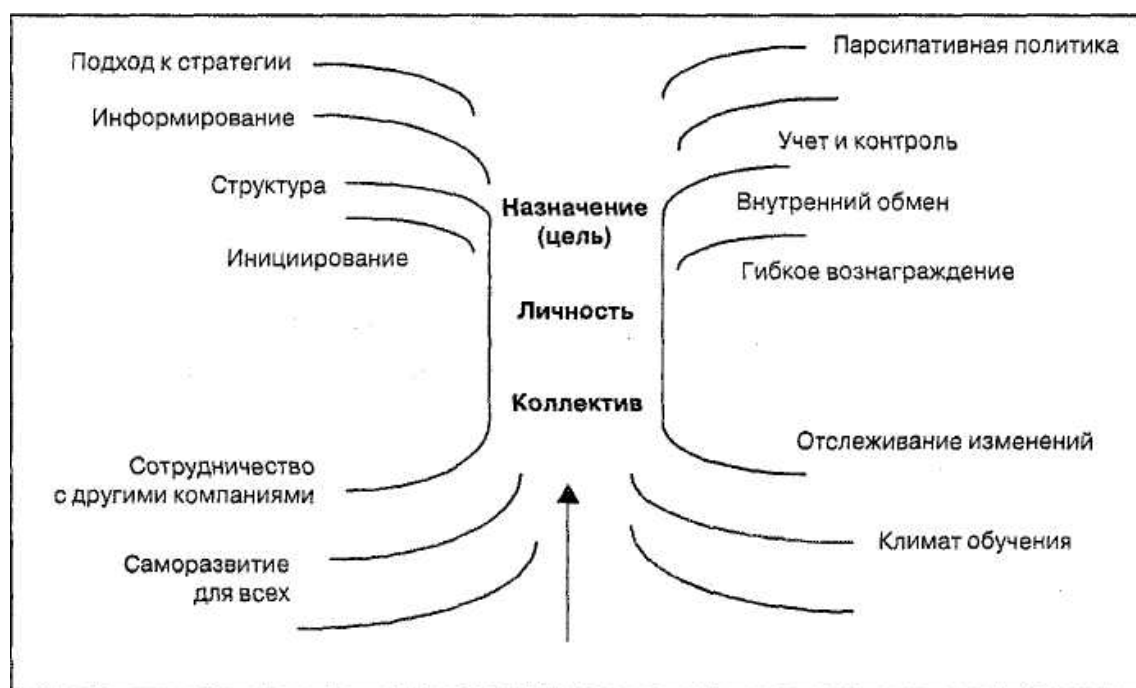 Подход к стратегии
Информирование
Структура
Инициирование
Парсипативная политика
Учет и контроль
Внутренний обмен
Гибкое вознаграждение
Назначение
(цель)
Личность
Коллектив
Сотрудничество
с другими компаниями
Саморазвитие
для всех
Отслеживание изменений
Климат обучения